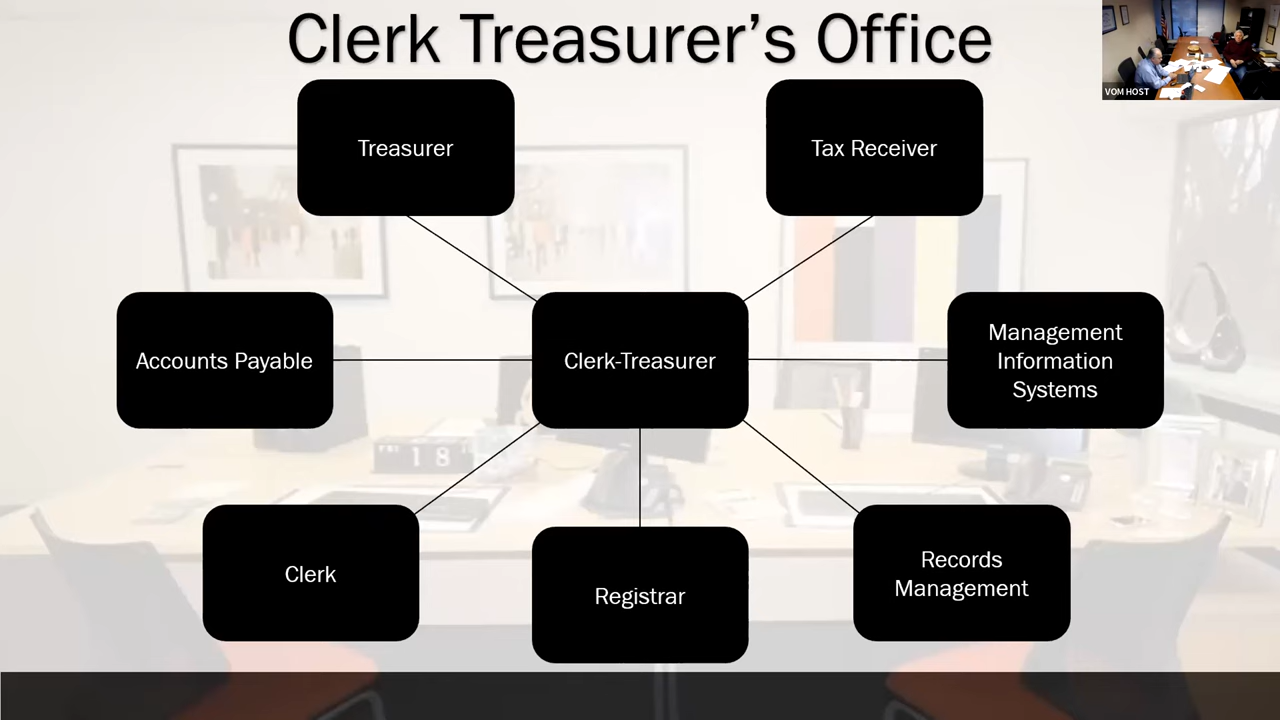 Clerk Treasurer’s Office
VOM HOST
Treasurer
Tax Receiver
Accounts Payable
Clerk-Treasurer
Management
Information
Systems
18
Clerk
Registrar
Records
Management